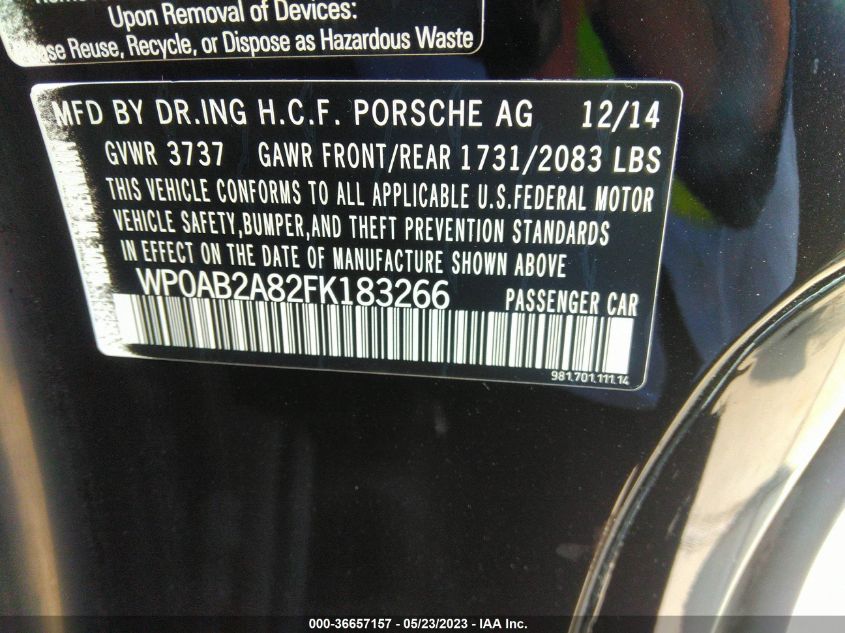 Upon Removal of Devices:
Reuse, Recycle, or Dispose as Hazardous Waste
MFD BY DR.ING H.C.F. PORSCHE AG 12/14
GVWR 3737 GAWR FRONT/REAR 1731/2083 LBS
THIS VEHICLE CONFORMS TO ALL APPLICABLE U.S.FEDERAL MOTOR
VEHICLE SAFETY,BUMPER,AND THEFT PREVENTION STANDARDS
IN EFFECT ON THE DATE OF MANUFACTURE SHOWN ABOVE
WP0AB2A82FK183266 PASSENGER CAR
981.701.111.14
000-36657157 - 05/23/2023 - IAA Inc.